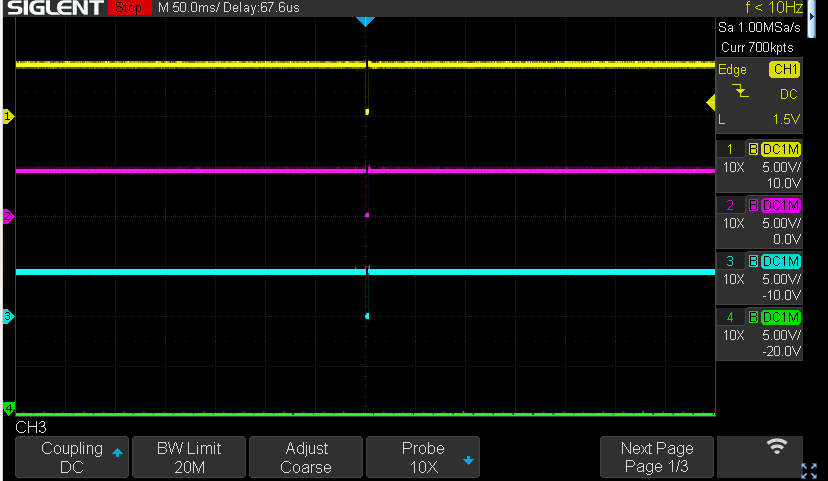 SIGLENT Stop M 50.0ms/ Delay:67.6us f < 10Hz
Sa 1.00MSa/s
Curr 700kpts
Edge CH1
DC
L 1.5V
1 B DC1M
10X 5.00V/
10.0V
2 B DC1M
10X 5.00V/
0.0V
3 B DC1M
10X 5.00V/
-10.0V
4 B DC1M
10X 5.00V/
-20.0V
1
2
3
4
CH3
Coupling
DC
BW Limit
20M
Adjust
Coarse
Probe
10X
Next Page
Page 1/3